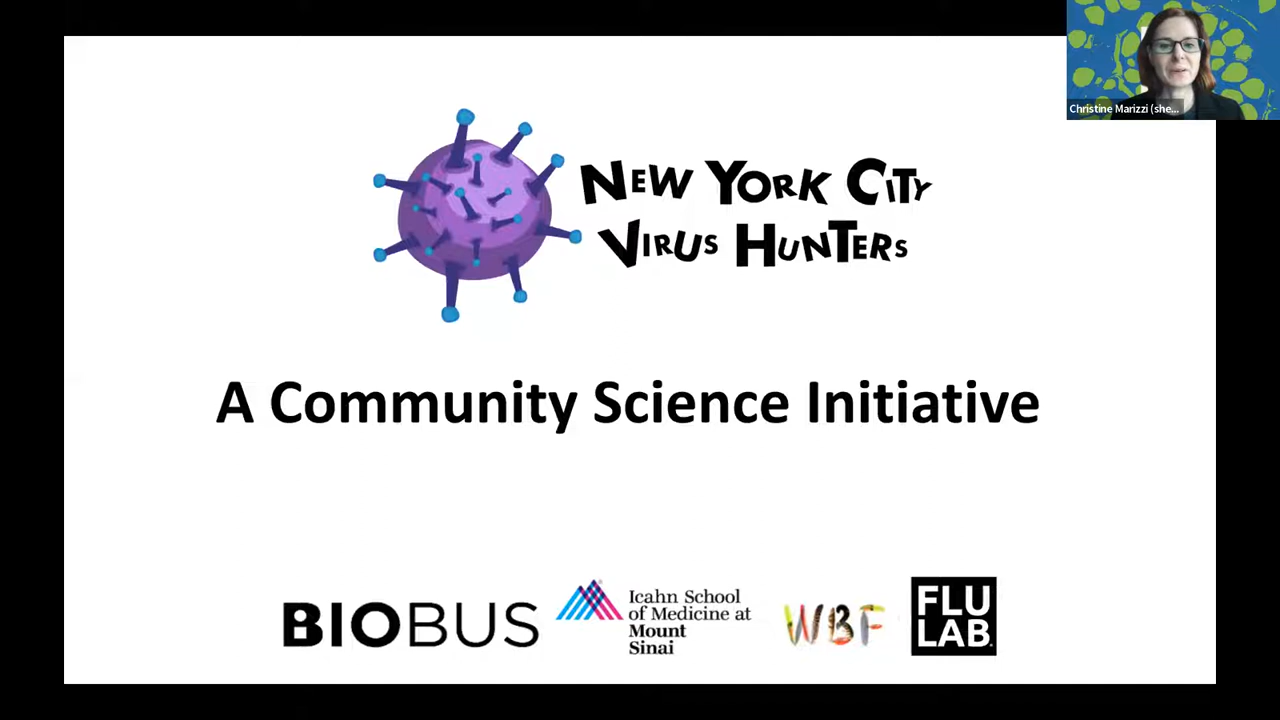 Christine Marizzi (she...
NEW YORK CITY
VIRUS HUNTERS
A Community Science Initiative
BIOBUS
Icahn School
of Medicine at
Mount
Sinai
WBF
FLU
LAB